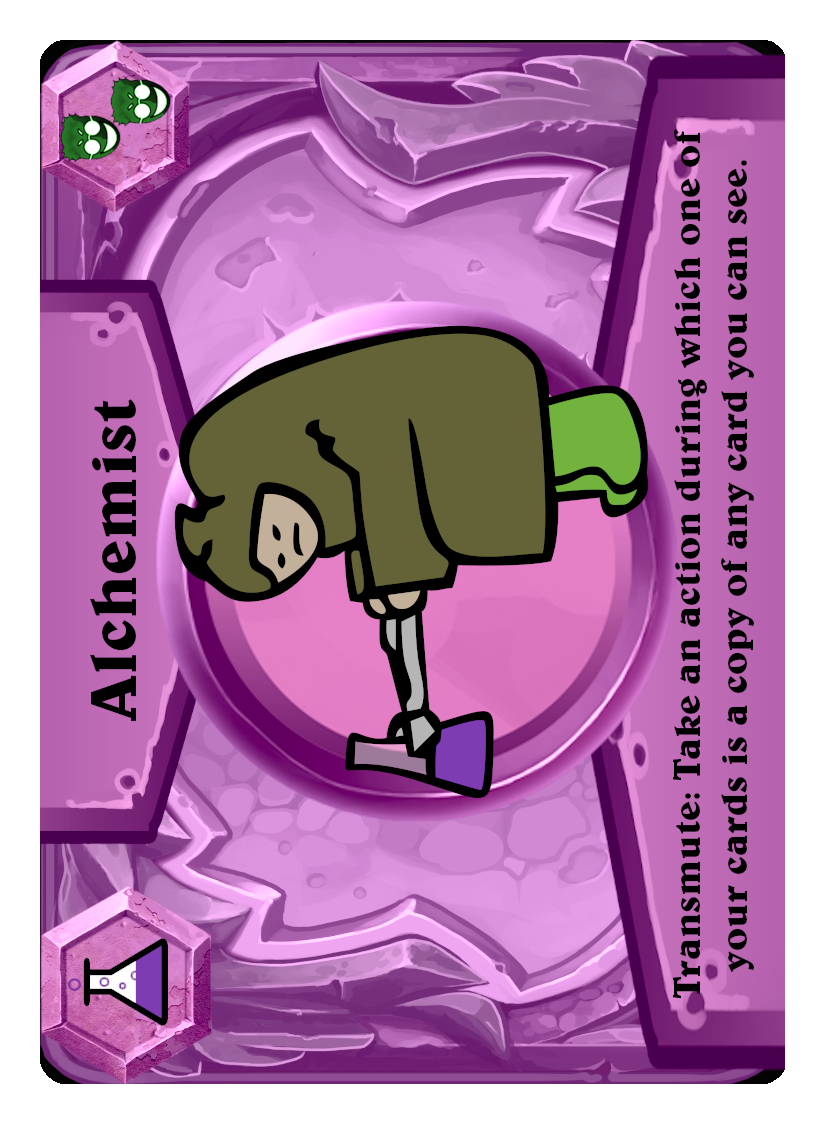 Alchemist
Transmute: Take an action during which one of
your cards is a copy of any card you can see.